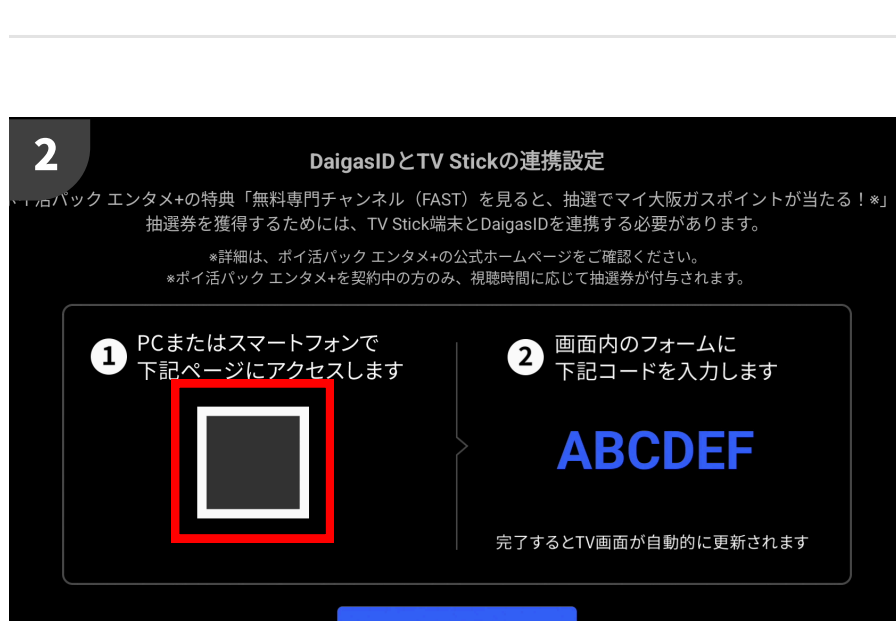 2
DaigasIDとTV Stickの連携設定
パック エンタメ+の特典「無料専門チャンネル（FAST）を見ると、抽選でマイ大阪ガスポイントが当たる！※」
抽選券を獲得するためには、TV Stick端末とDaigasIDを連携する必要があります。
※詳細は、ポイ活パック エンタメ+の公式ホームページをご確認ください。
※ポイ活パック エンタメ+を契約中の方のみ、視聴時間に応じて抽選券が付与されます。
1 PCまたはスマートフォンで
下記ページにアクセスします
2 画面内のフォームに
下記コードを入力します
ABCDEF
完了するとTV画面が自動的に更新されます